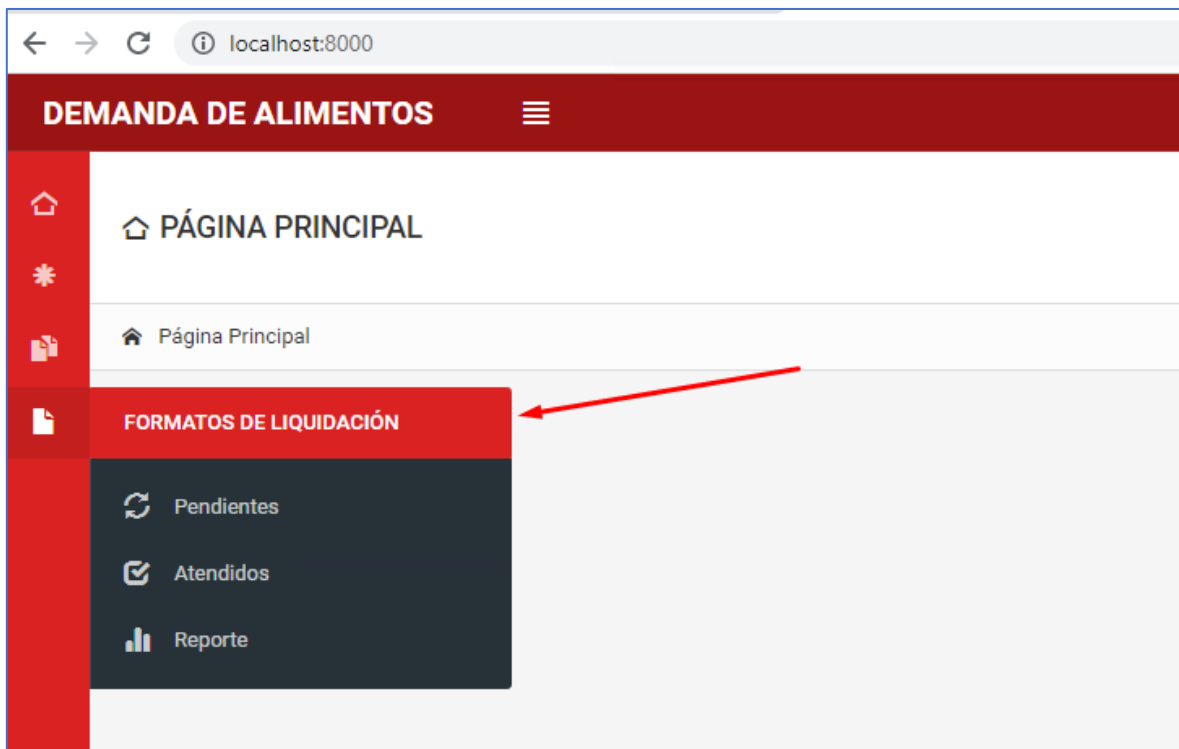 localhost:8000
DEMANDA DE ALIMENTOS
PÁGINA PRINCIPAL
Página Principal
FORMATOS DE LIQUIDACIÓN
Pendientes
Atendidos
Reporte